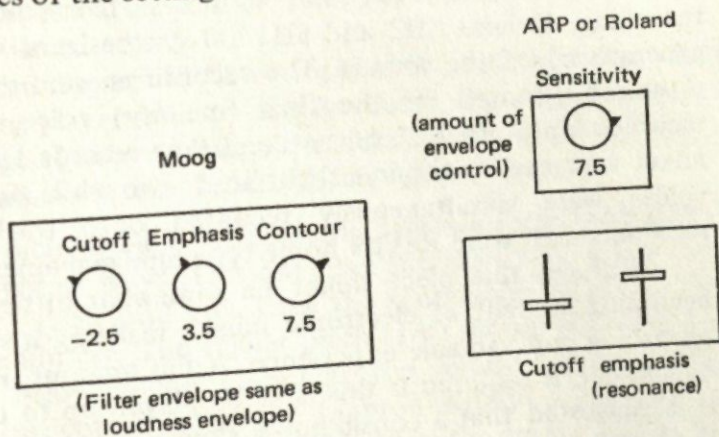 ARP or Roland
Sensitivity
(amount of
envelope
control)
7.5
Moog
Cutoff Emphasis Contour
–2.5 3.5 7.5
(Filter envelope same as
loudness envelope)
Cutoff emphasis
(resonance)